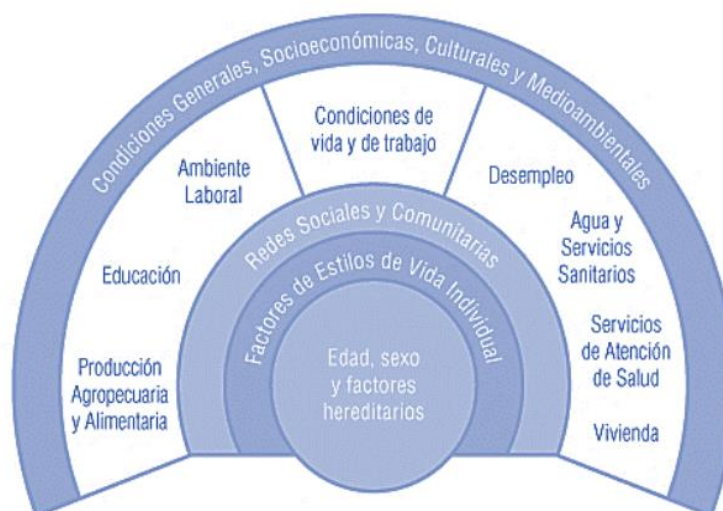 Condiciones Generales, Socioeconómicas, Culturales y Medioambientales
Condiciones de
vida y de trabajo
Ambiente
Laboral
Educación
Producción
Agropecuaria
y Alimentaria
Desempleo
Agua y
Servicios
Sanitarios
Servicios
de Atención
de Salud
Vivienda
Redes Sociales y Comunitarias
Factores de Estilos de Vida Individual
Edad, sexo
y factores
hereditarios